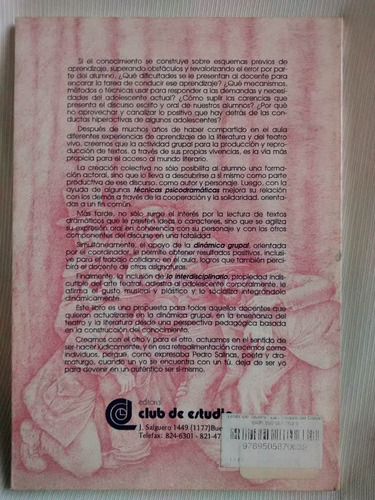 Si el conocimiento se construye sobre esquemas previos de
aprendizaje, superando obstáculos y revalorizando el error por par-
te del alumno, ¿Qué dificultades se le presentan al docente para
encarar la tarea de conducir ese aprendizaje? ¿Qué mecanismos,
métodos o técnicas usar para responder a las demandas y necesi-
dades del adolescente actual? ¿Cómo suplir las carencias que
presenta el discurso escrito y oral de nuestros alumnos? ¿Por qué
no aprovechar y canalizar lo positivo que hay detrás de las con-
ductas hiperactivas de algunos adolescentes?
Después de muchos años de haber compartido en el aula
diferentes experiencias de aprendizaje de la literatura y del teatro
vivo, creemos que la actividad grupal para la producción y repro-
ducción de textos, a través de sus propias vivencias, es la vía más
propicia para el acceso al mundo literario.
La creación colectiva no sólo posibilita al alumno una forma-
ción actoral, sino que lo lleva a descubrirse a sí mismo como parte
productiva de ese discurso, como autor y personaje. Luego, con la
ayuda de algunas técnicas psicodramáticas mejora su relación
con los demás a través de la cooperación y la solidaridad, orienta-
das a un fin común.
Más tarde, no sólo surge el interés por la lectura de textos
dramáticos que le presten ideas o caracteres, sino que se agiliza
su expresión oral, en coherencia con su personaje y con los otros
componentes del discurso en una totalidad.
Simultáneamente, el apoyo de la dinámica grupal, orientada
por el coordinador, le permite obtener resultados positivos, inclusi-
ve para el trabajo cotidiano en el aula, logros que también perci-
birá el docente de otras asignaturas.
Finalmente, la inclusión de lo interdisciplinario, propiedad indis-
cutible del arte teatral, adiestra al adolescente corporalmente, lo
afirma el gusto musical y plástico y lo socializa integrándolo
dinámicamente.
Este libro es una propuesta para todos aquellos docentes que
quieran actualizarse en la dinámica grupal, en la enseñanza del
teatro y la literatura desde una perspectiva pedagógica basada
en la construcción del conocimiento.
Creamos con el otro y para el otro, actuamos en el sentido de
ser-hacer lúdicamente, y en esa retroalimentación crecemos como
individuos, porque, como expresaba Pedro Salinas, poeta y dra-
maturgo, cuando un yo se encuentra con un tú, deja de ser yo
para devenir en un auténtico ser sí-mismo.
editorial
club de estudio
J. Salguero 1449 (1177) Bue
Telefax: 824-6301 - 821-47